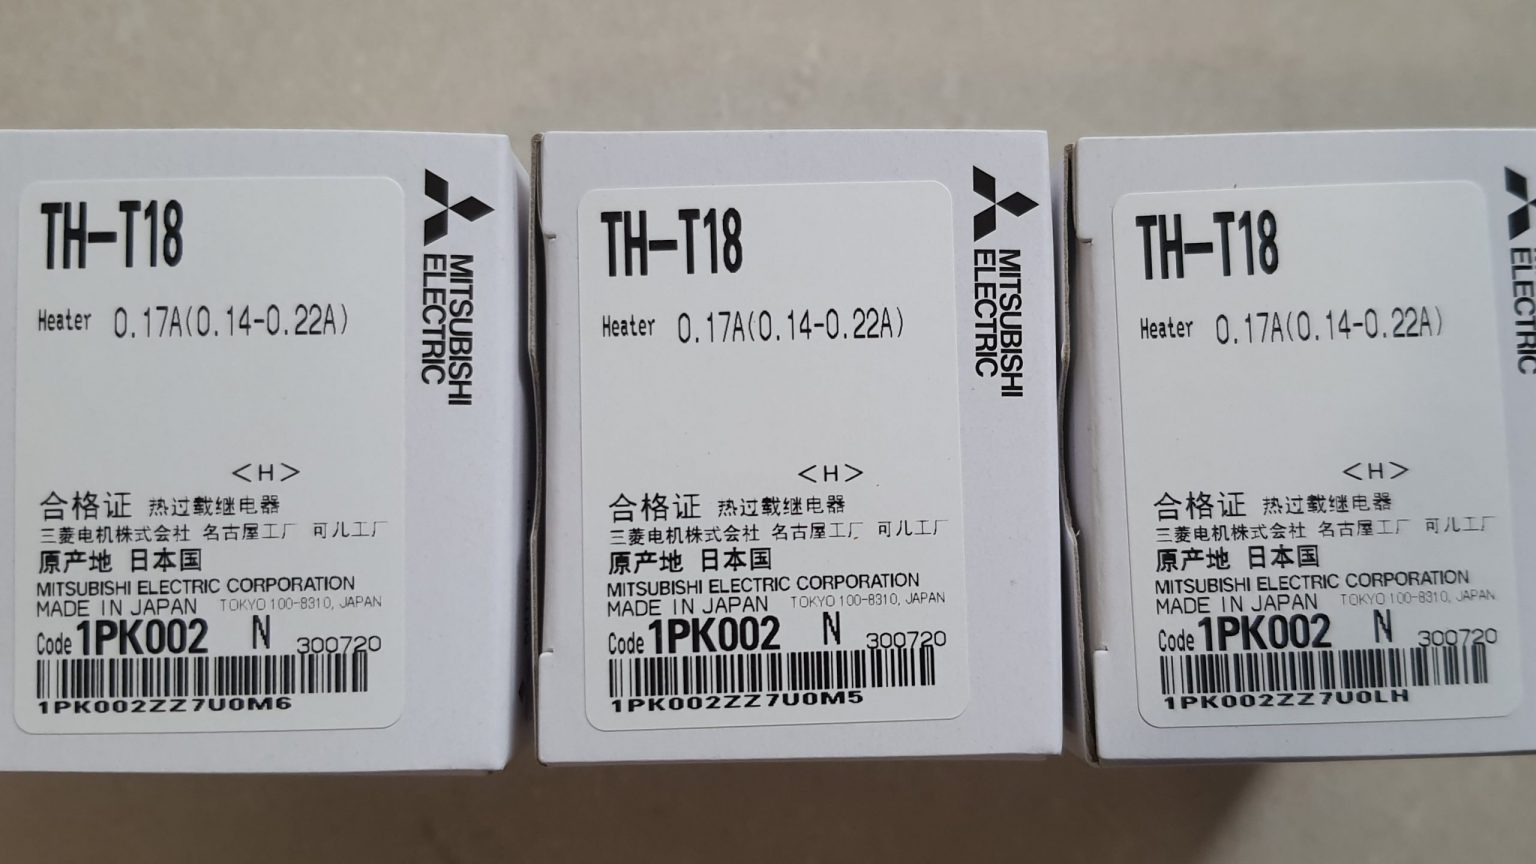 TH-T18
Heater 0.17A(0.14-0.22A)
<H>
合格证 热过载继电器
三菱电机株式会社 名古屋工厂 可儿工厂
原产地 日本国
MITSUBISHI ELECTRIC CORPORATION
MADE IN JAPAN TOKYO 100-8310, JAPAN
Code 1PK002 N 300720
1PK002ZZ7U0M6
MITSUBISHI
ELECTRIC
TH-T18
Heater 0.17A(0.14-0.22A)
<H>
合格证 热过载继电器
三菱电机株式会社 名古屋工厂 可儿工厂
原产地 日本国
MITSUBISHI ELECTRIC CORPORATION
MADE IN JAPAN TOKYO 100-8310, JAPAN
Code 1PK002 N 300720
1PK002ZZ7U0M5
MITSUBISHI
ELECTRIC
TH-T18
Heater 0.17A(0.14-0.22A)
<H>
合格证 热过载继电器
三菱电机株式会社 名古屋工厂 可儿工厂
原产地 日本国
MITSUBISHI ELECTRIC CORPORATION
MADE IN JAPAN TOKYO 100-8310, JAPAN
Code 1PK002 N 300720
1PK002ZZ7U0LH
ELECTRIC